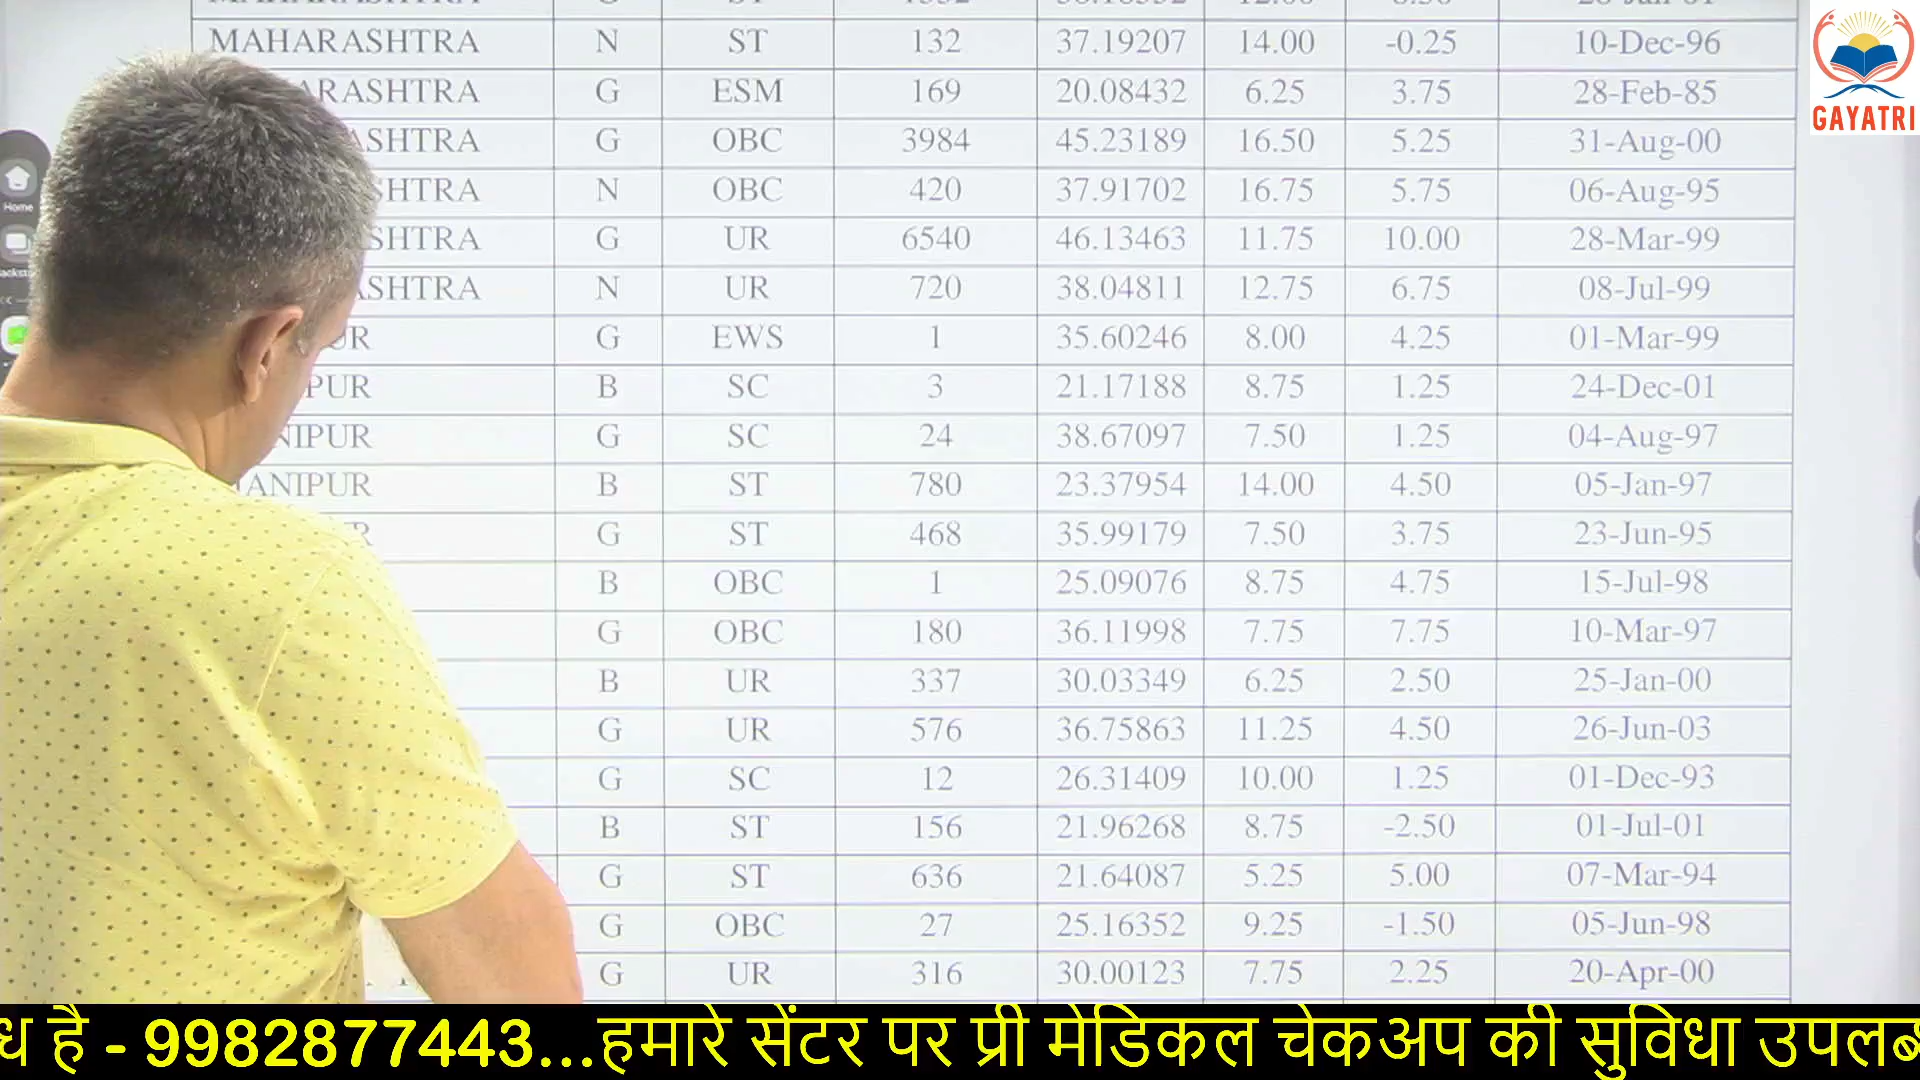 MAHARASHTRA N ST 132 37.19207 14.00 -0.25 10-Dec-96
ARASHTRA G ESM 169 20.08432 6.25 3.75 28-Feb-85
SHTRA G OBC 3984 45.23189 16.50 5.25 31-Aug-00
SHTRA N OBC 420 37.91702 16.75 5.75 06-Aug-95
SHTRA G UR 6540 46.13463 11.75 10.00 28-Mar-99
SHTRA N UR 720 38.04811 12.75 6.75 08-Jul-99
UR G EWS 1 35.60246 8.00 4.25 01-Mar-99
PUR B SC 3 21.17188 8.75 1.25 24-Dec-01
NIPUR G SC 24 38.67097 7.50 1.25 04-Aug-97
ANIPUR B ST 780 23.37954 14.00 4.50 05-Jan-97
R G ST 468 35.99179 7.50 3.75 23-Jun-95
B OBC 1 25.09076 8.75 4.75 15-Jul-98
G OBC 180 36.11998 7.75 7.75 10-Mar-97
B UR 337 30.03349 6.25 2.50 25-Jan-00
G UR 576 36.75863 11.25 4.50 26-Jun-03
G SC 12 26.31409 10.00 1.25 01-Dec-93
B ST 156 21.96268 8.75 -2.50 01-Jul-01
G ST 636 21.64087 5.25 5.00 07-Mar-94
G OBC 27 25.16352 9.25 -1.50 05-Jun-98
G UR 316 30.00123 7.75 2.25 20-Apr-00
GAYATRI
Home
है - 9982877443...हमारे सेंटर पर प्री मेडिकल चेकअप की सुविधा